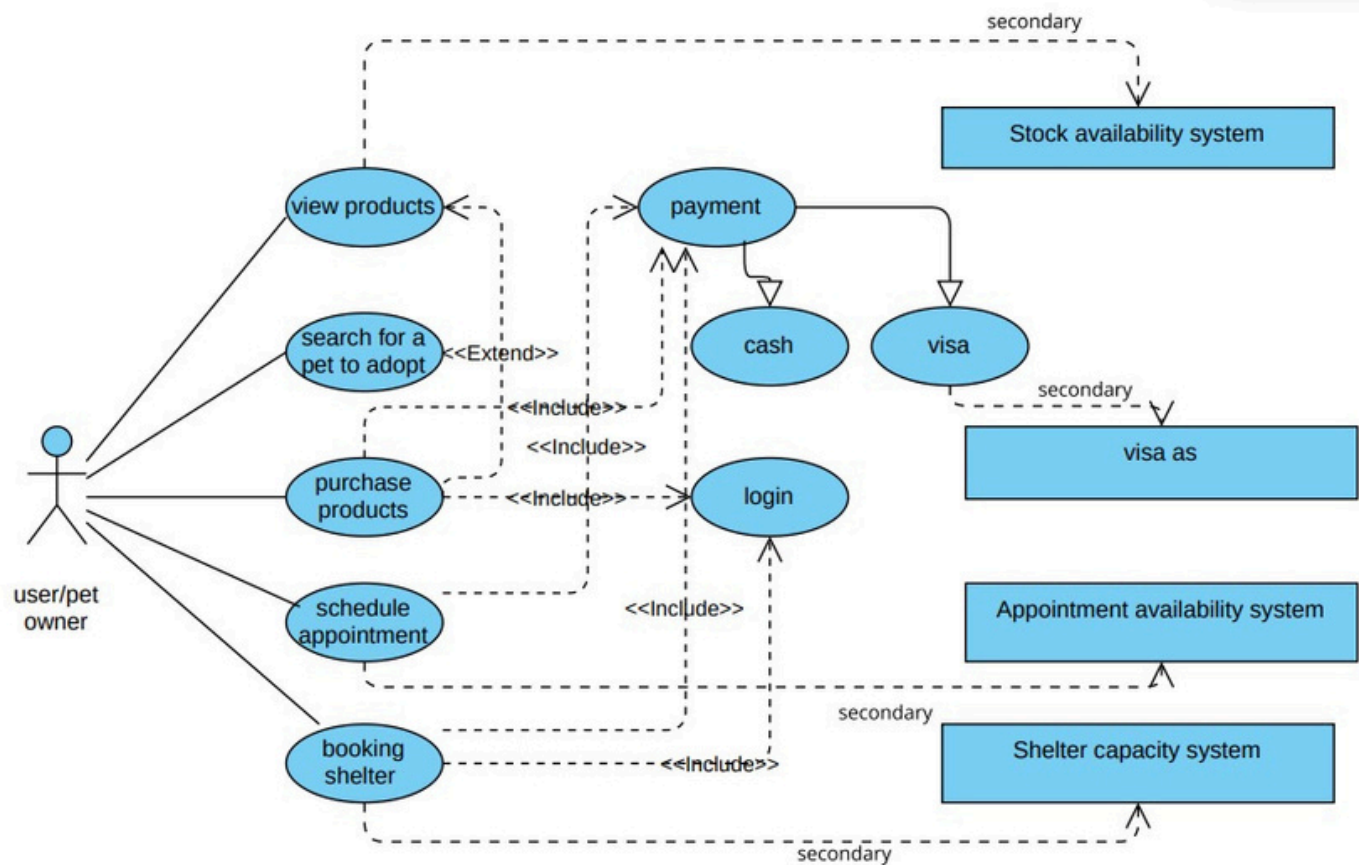 secondary
Stock availability system
view products
payment
search for a
pet to adopt
<<Extend>>
cash
visa
secondary
<<Include>>
<<Include>>
visa as
purchase
products
<<Include>>
login
user/pet
owner
schedule
appointment
<<Include>>
Appointment availability system
secondary
booking
shelter
<<Include>>
Shelter capacity system
secondary